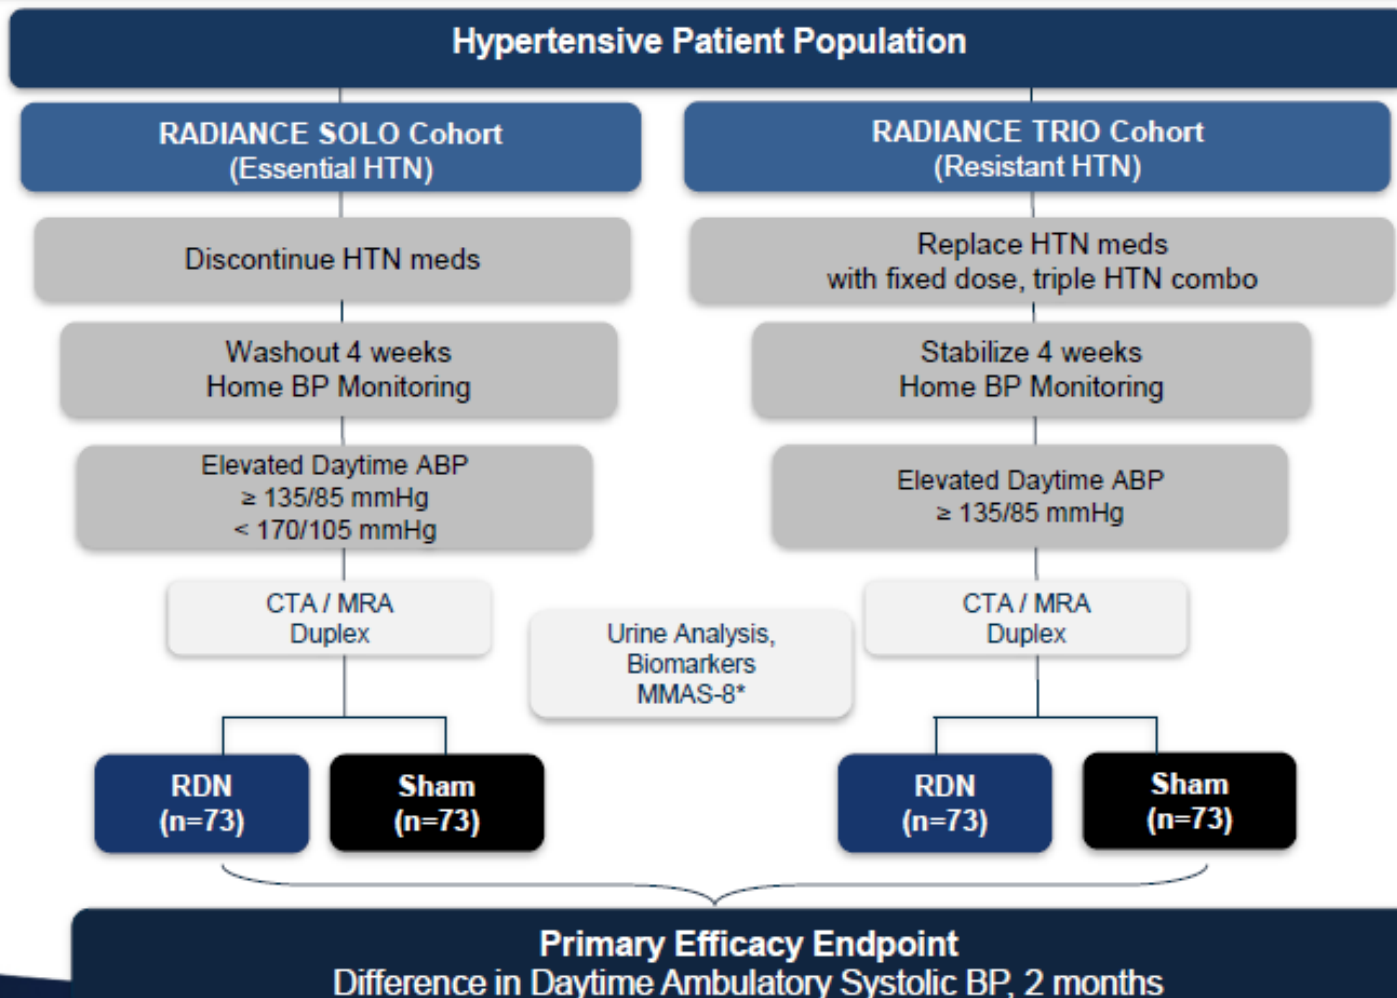 Hypertensive Patient Population
RADIANCE SOLO Cohort
(Essential HTN)
RADIANCE TRIO Cohort
(Resistant HTN)
Discontinue HTN meds
Replace HTN meds
with fixed dose, triple HTN combo
Washout 4 weeks
Home BP Monitoring
Stabilize 4 weeks
Home BP Monitoring
Elevated Daytime ABP
≥ 135/85 mmHg
< 170/105 mmHg
Elevated Daytime ABP
≥ 135/85 mmHg
CTA / MRA
Duplex
Urine Analysis,
Biomarkers
MMAS-8*
CTA / MRA
Duplex
RDN
(n=73)
Sham
(n=73)
RDN
(n=73)
Sham
(n=73)
Primary Efficacy Endpoint
Difference in Daytime Ambulatory Systolic BP, 2 months